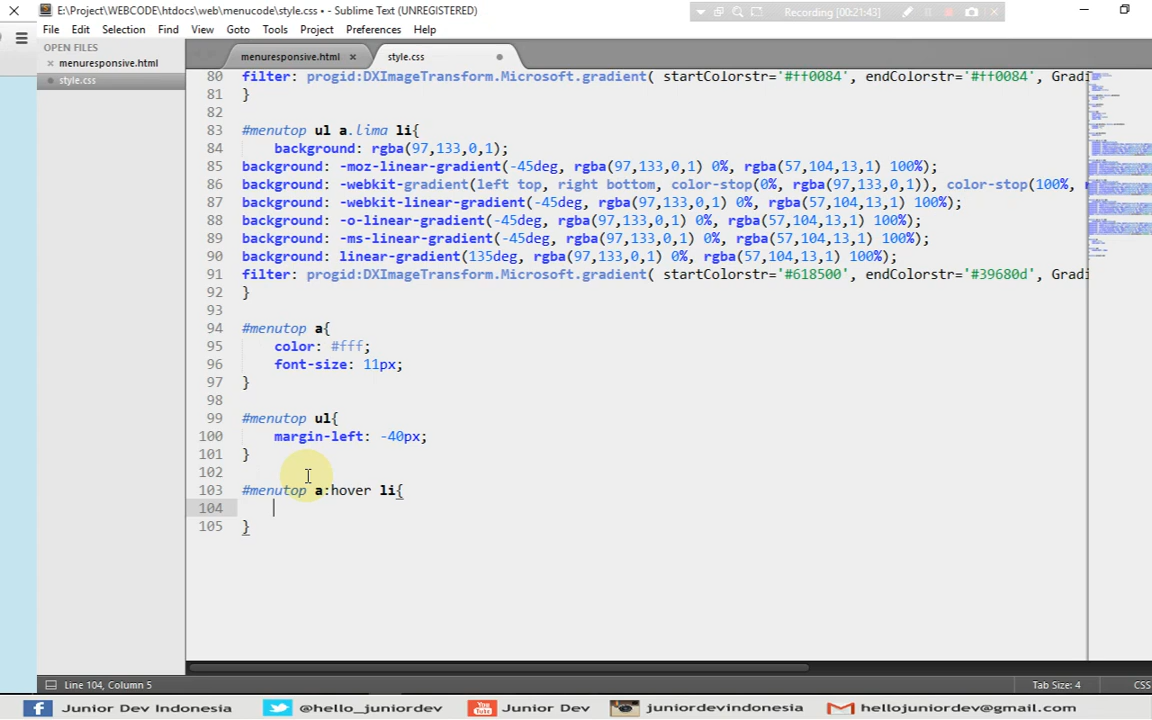 E:\Project\WEBCODE\htdocs\web\menucode\style.css • - Sublime Text (UNREGISTERED)
Recording [00:21:43]
File Edit Selection Find View Goto Tools Project Preferences Help
OPEN FILES
menuresponsive.html
style.css
menuresponsive.html
style.css
80 filter: progid:DXImageTransform.Microsoft.gradient( startColorstr='#ff0084', endColorstr='#ff0084', Gradi
81 }
82
83 #menutop ul a.lima li{
84 background: rgba(97,133,0,1);
85 background: -moz-linear-gradient(-45deg, rgba(97,133,0,1) 0%, rgba(57,104,13,1) 100%);
86 background: -webkit-gradient(left top, right bottom, color-stop(0%, rgba(97,133,0,1)), color-stop(100%,
87 background: -webkit-linear-gradient(-45deg, rgba(97,133,0,1) 0%, rgba(57,104,13,1) 100%);
88 background: -o-linear-gradient(-45deg, rgba(97,133,0,1) 0%, rgba(57,104,13,1) 100%);
89 background: -ms-linear-gradient(-45deg, rgba(97,133,0,1) 0%, rgba(57,104,13,1) 100%);
90 background: linear-gradient(135deg, rgba(97,133,0,1) 0%, rgba(57,104,13,1) 100%);
91 filter: progid:DXImageTransform.Microsoft.gradient( startColorstr='#618500', endColorstr='#39680d', Gradi
92 }
93
94 #menutop a{
95 color: #fff;
96 font-size: 11px;
97 }
98
99 #menutop ul{
100 margin-left: -40px;
101 }
102
103 #menutop a:hover li{
104
105 }
Line 104, Column 5
Tab Size: 4
CSS
Junior Dev Indonesia
@hello_juniordev
You Tube
Junior Dev
juniordevindonesia
hellojuniordev@gmail.com